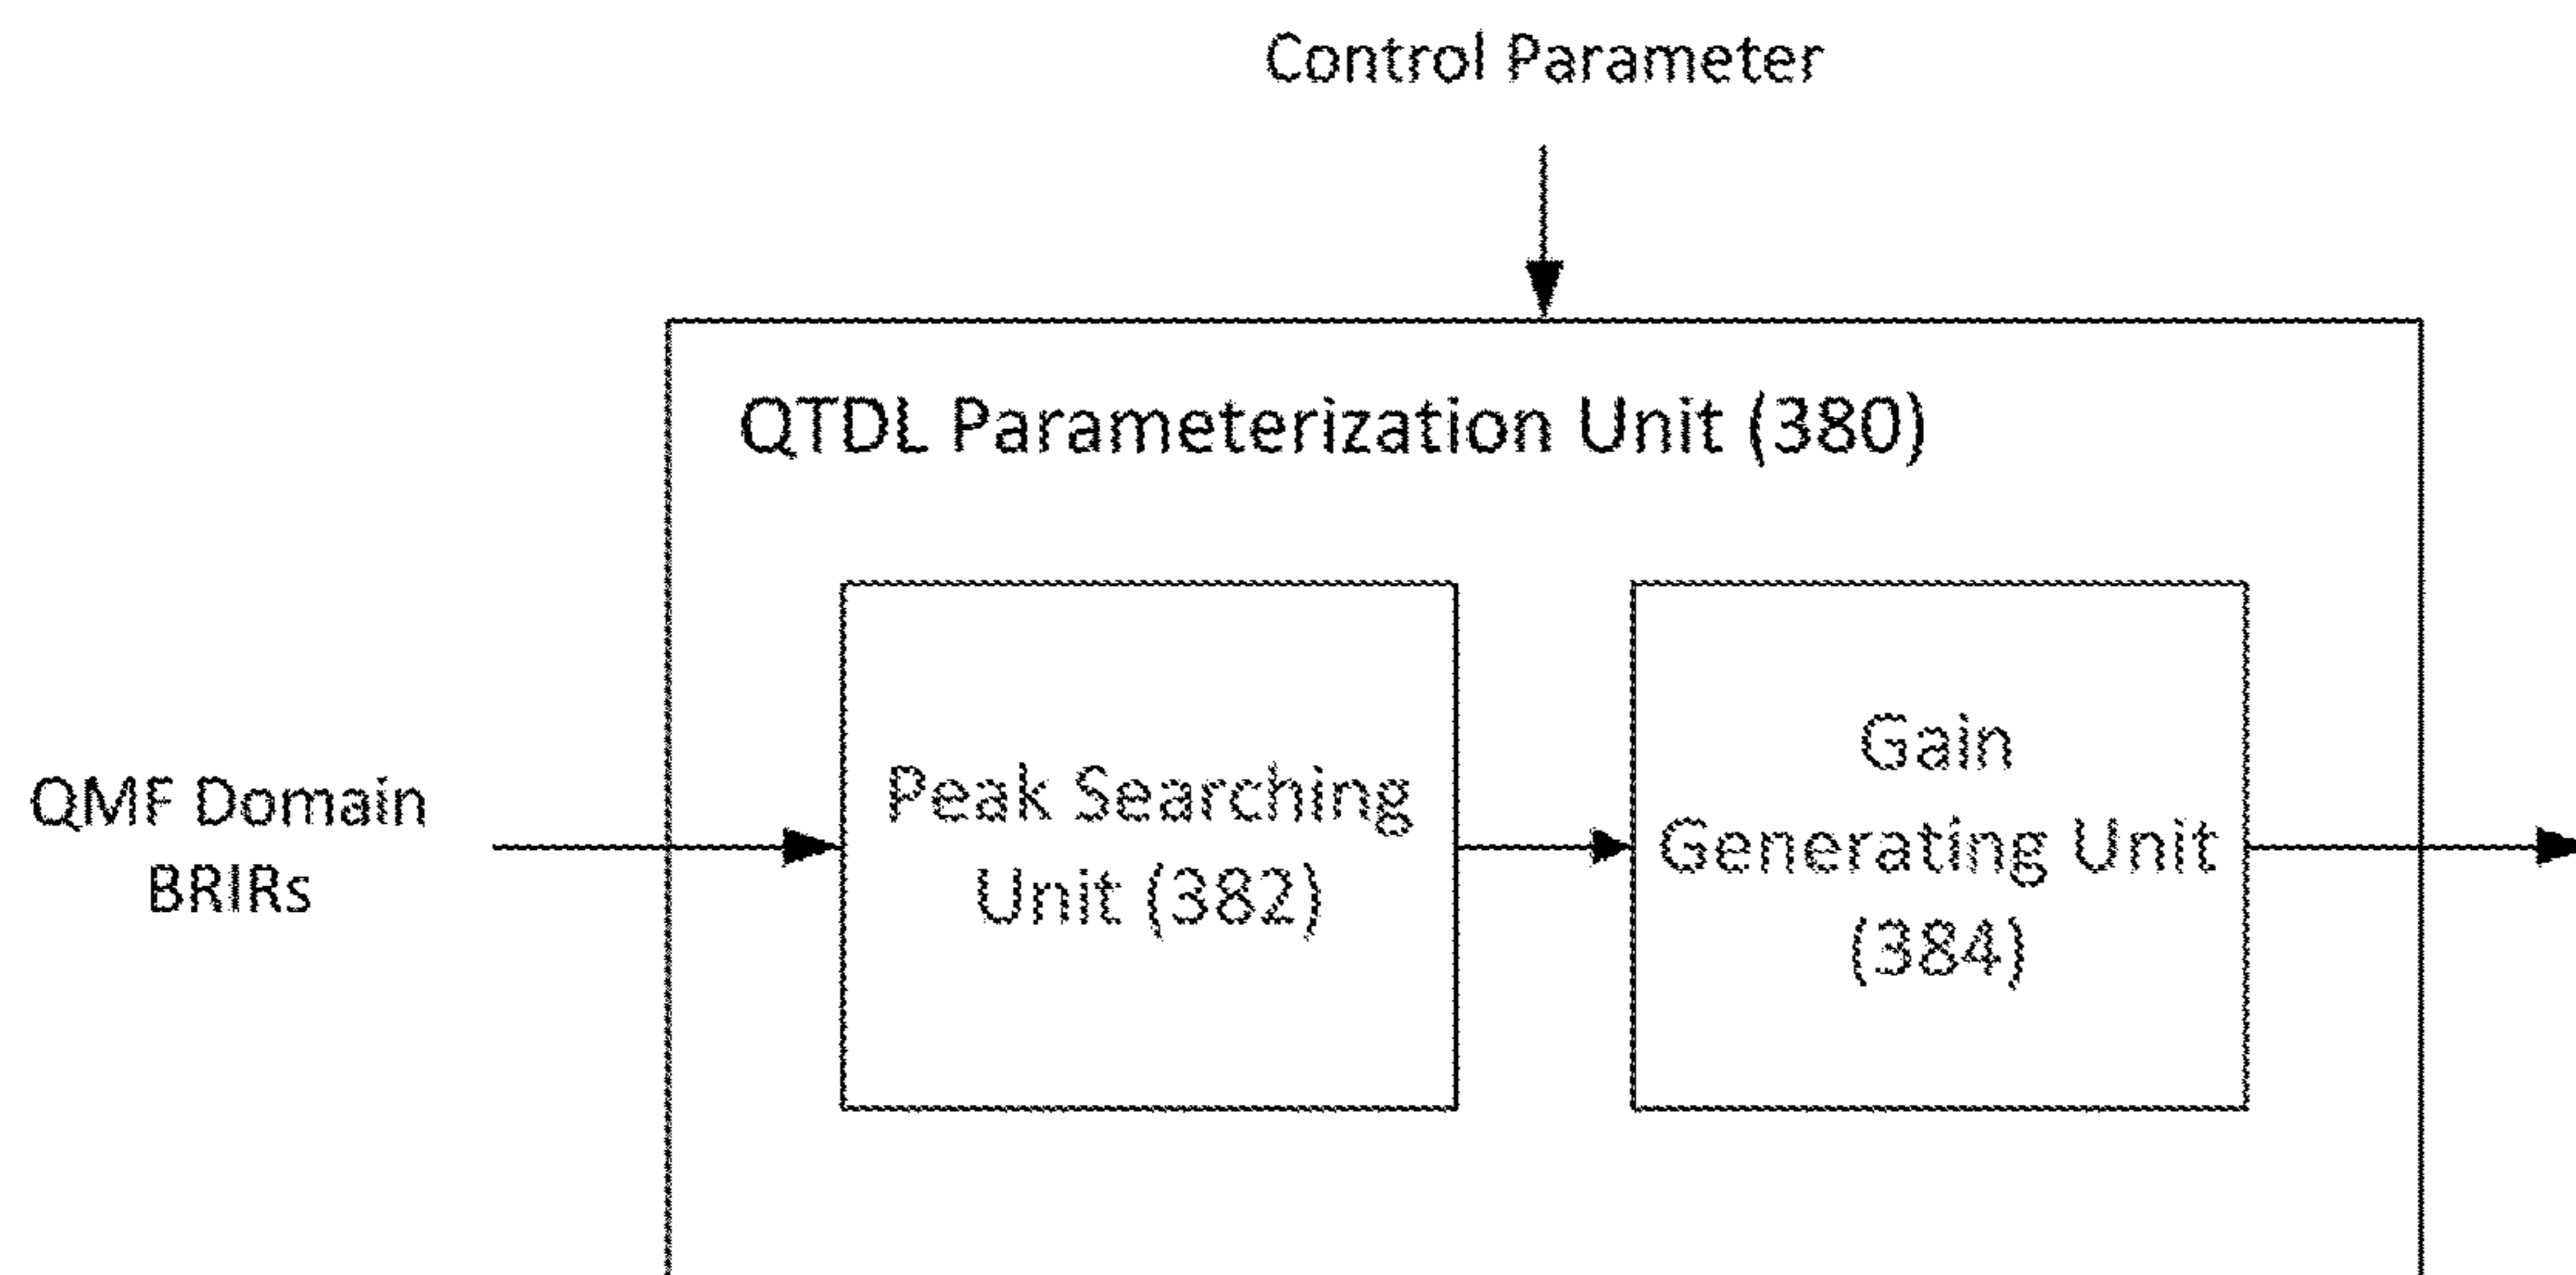 Control Parameter
QTDL Parameterization Unit (380)
QMF Domain
BRIRs
Peak Searching
Unit (382)
Gain
Generating Unit
(384)